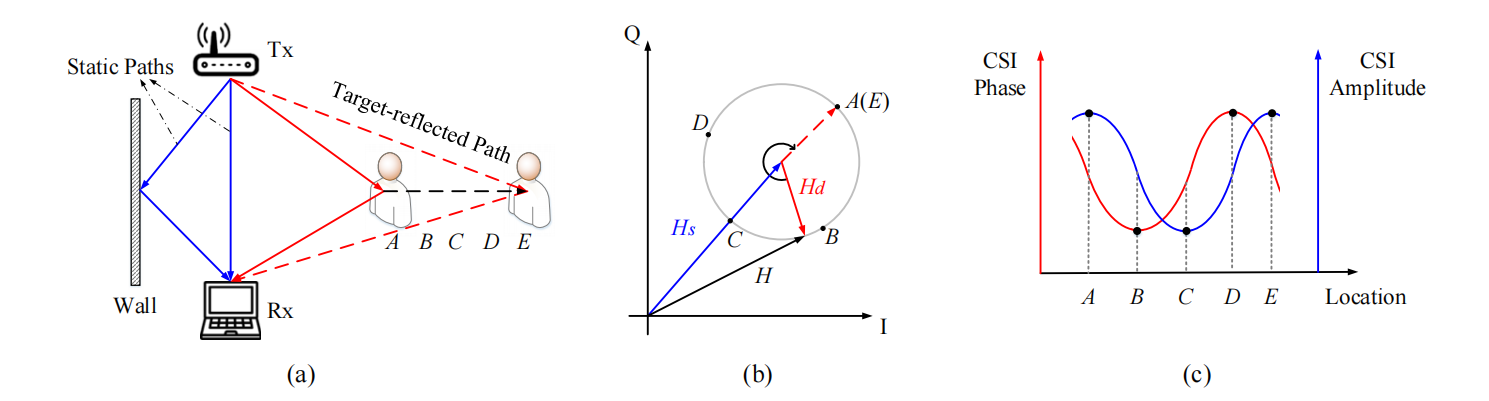 Tx
Static Paths
Target-reflected Path
A B C D E
Wall
Rx
(a)
Q
A(E)
D
Hd
Hs
C
B
H
I
(b)
CSI
Phase
CSI
Amplitude
A B C D E
Location
(c)